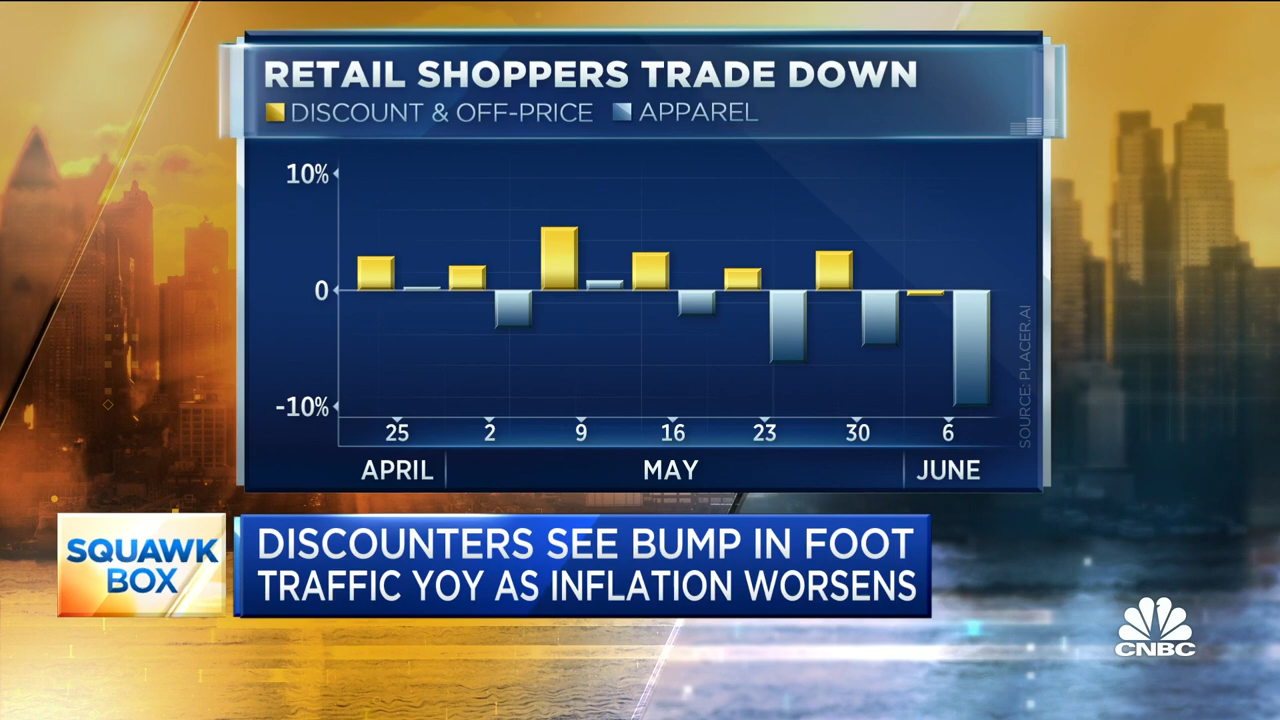 RETAIL SHOPPERS TRADE DOWN
DISCOUNT & OFF-PRICE APPAREL
10%
0
-10%
25 2 9 16 23 30 6
APRIL MAY JUNE
SOURCE: PLACER.AI
SQUAWK
BOX
DISCOUNTERS SEE BUMP IN FOOT
TRAFFIC YOY AS INFLATION WORSENS
CNBC